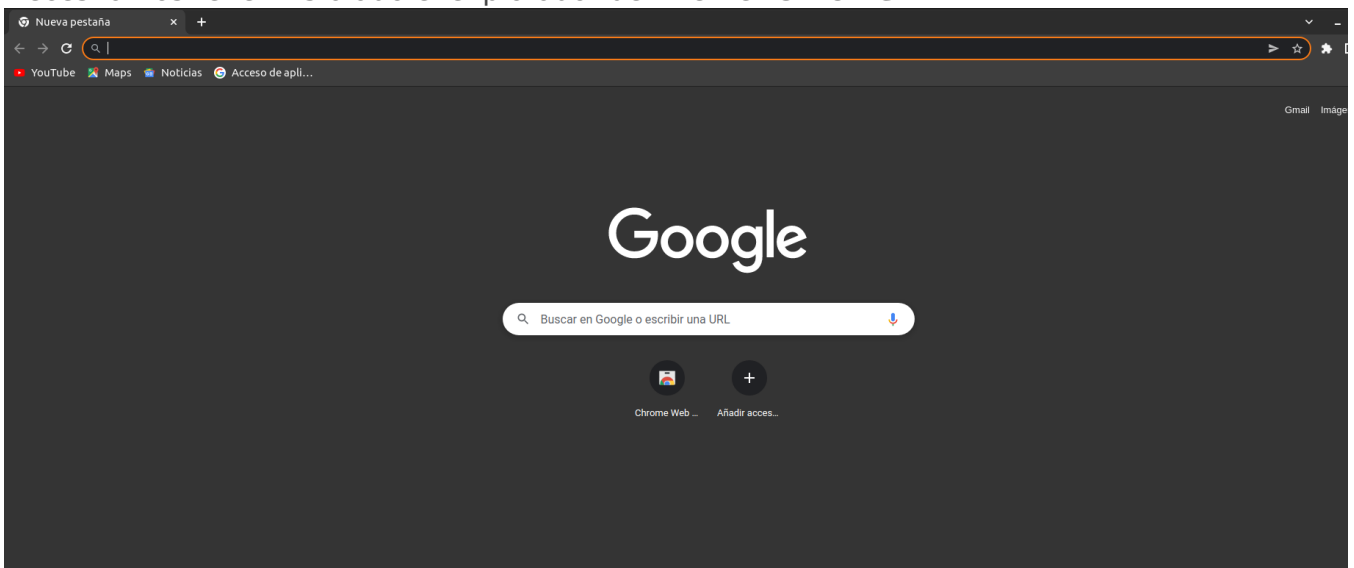 Nueva pestaña
YouTube Maps Noticias Acceso de apli...
Gmail Imáge
Google
Buscar en Google o escribir una URL
Chrome Web ... Añadir acces...